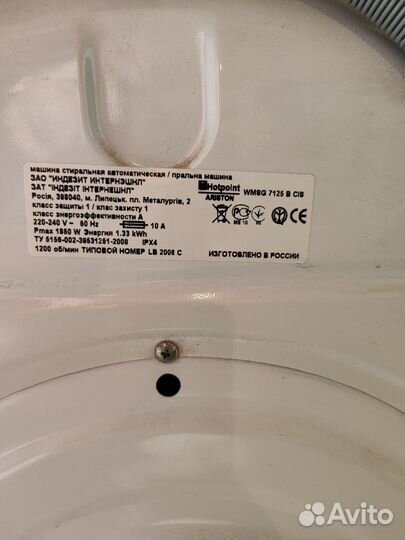 машина стиральная автоматическая / пральна машина
ЗАО "ИНДЕЗИТ ИНТЕРНЭШНЛ"
ЗАТ "ІНДЕЗІТ ІНТЕРНЕШНЛ"
Росія, 398040, м. Липецьк. пл. Металургів, 2
класс защиты 1 / клас захисту 1
класс энергоэффективности А
220-240 V ~ 50 Hz 10 A
Pmax 1850 W Энергия 1.33 kWh
ТУ 5156-002-39531251-2008 IPX4
1200 об/мин ТИПОВОЙ НОМЕР LB 2006 C
Hotpoint
ARISTON
WMSG 7125 B CIS
ИЗГОТОВЛЕНО В РОССИИ
Avito